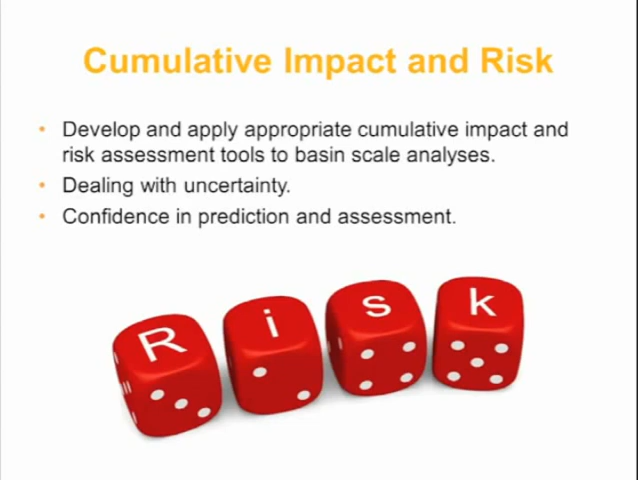 Cumulative Impact and Risk
• Develop and apply appropriate cumulative impact and
risk assessment tools to basin scale analyses.
• Dealing with uncertainty.
• Confidence in prediction and assessment.
Risk